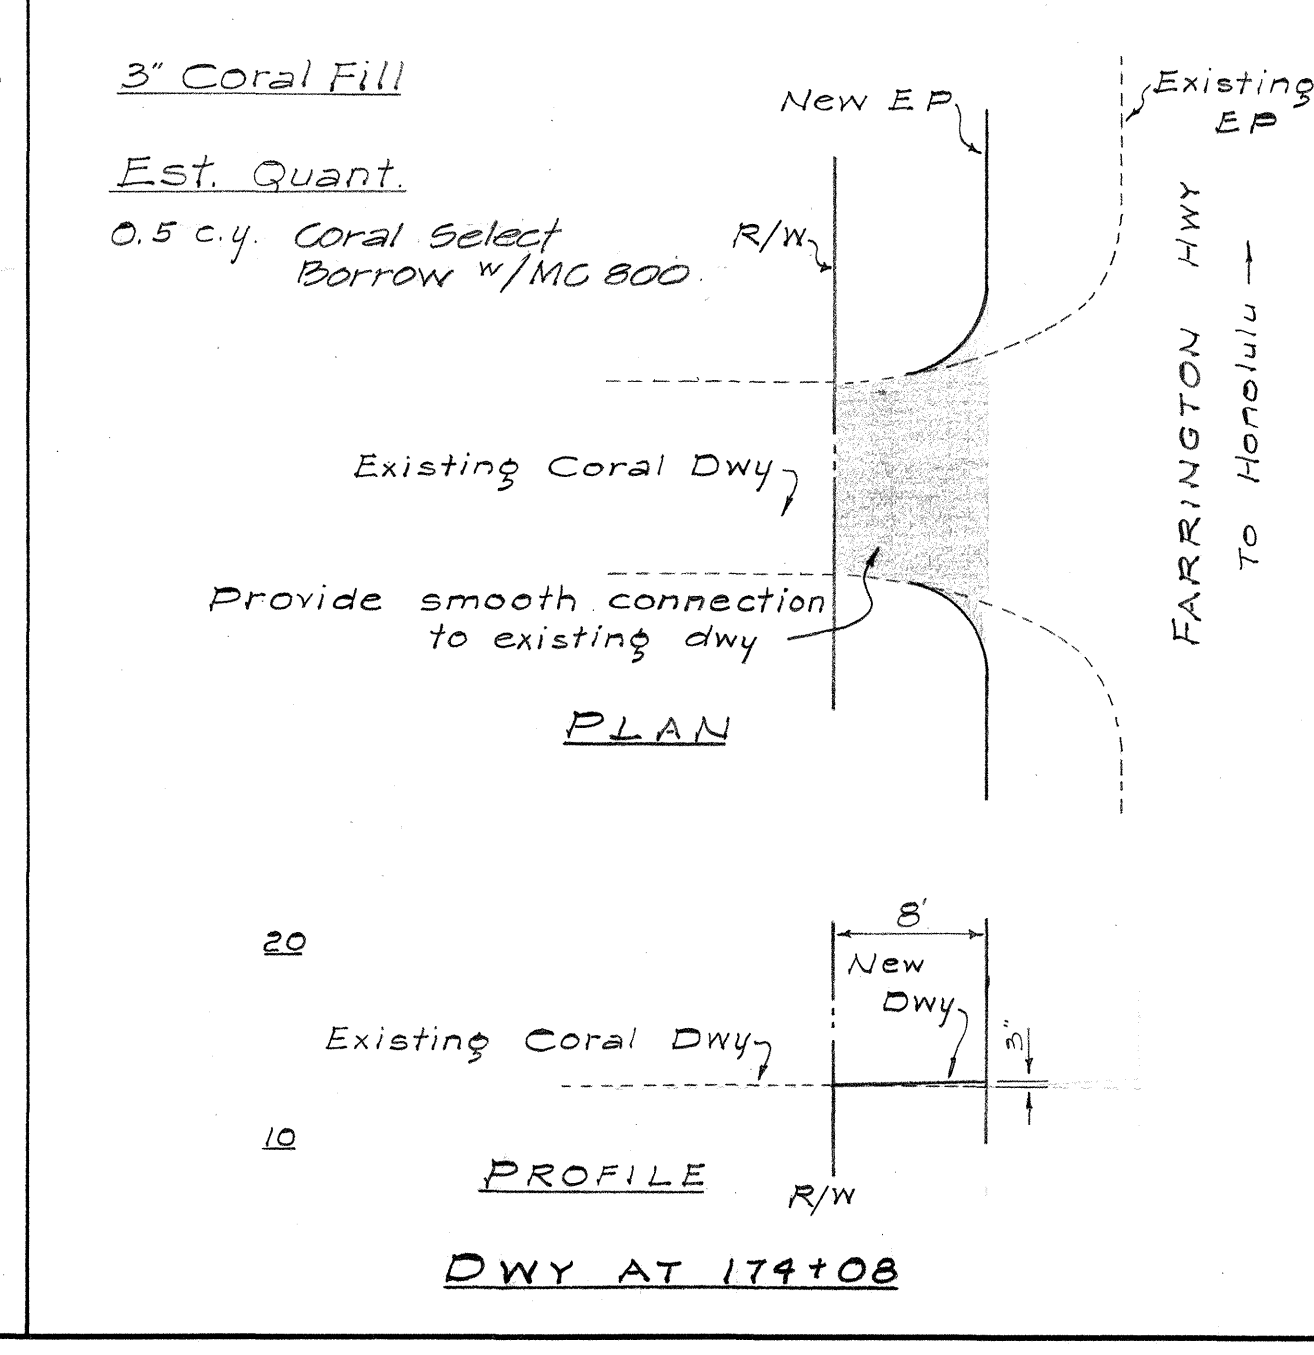 3" Coral Fill
Est. Quant.
0.5 c.y. Coral Select
Borrow w/MC 800
New EP
Existing
EP
R/W
FARRINGTON HWY
TO Honolulu
Existing Coral Dwy
Provide smooth connection
to existing dwy
PLAN
20
8'
New
Dwy
Existing Coral Dwy
3"
10
PROFILE
R/W
DWY AT 174+08